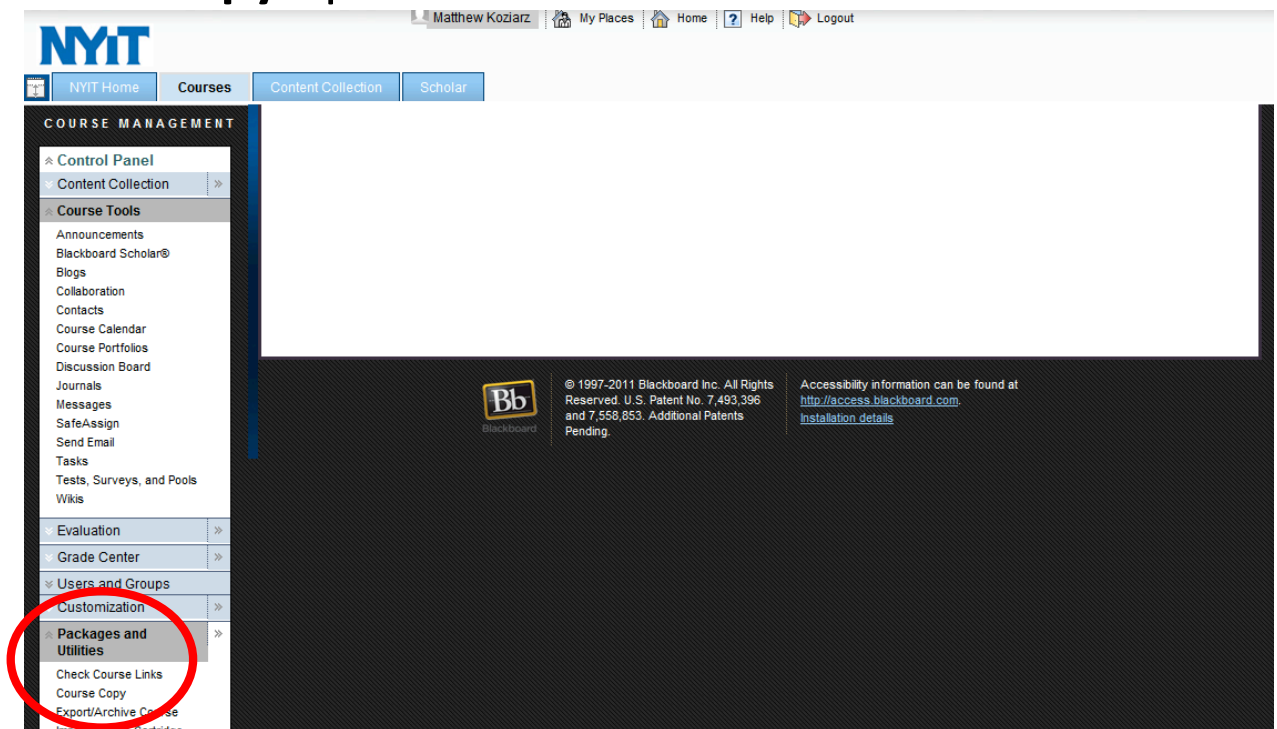 Matthew Koziarz My Places Home ? Help Logout
NYiT
NYIT Home Courses Content Collection Scholar
COURSE MANAGEMENT
Control Panel
Content Collection
Course Tools
Announcements
Blackboard Scholar®
Blogs
Collaboration
Contacts
Course Calendar
Course Portfolios
Discussion Board
Journals
Messages
SafeAssign
Send Email
Tasks
Tests, Surveys, and Pools
Wikis
Evaluation
Grade Center
Users and Groups
Customization
Packages and
Utilities
Check Course Links
Course Copy
Export/Archive Course
Bb
Blackboard
© 1997-2011 Blackboard Inc. All Rights
Reserved. U.S. Patent No. 7,493,396
and 7,558,853. Additional Patents
Pending.
Accessibility information can be found at
http://access.blackboard.com.
Installation details